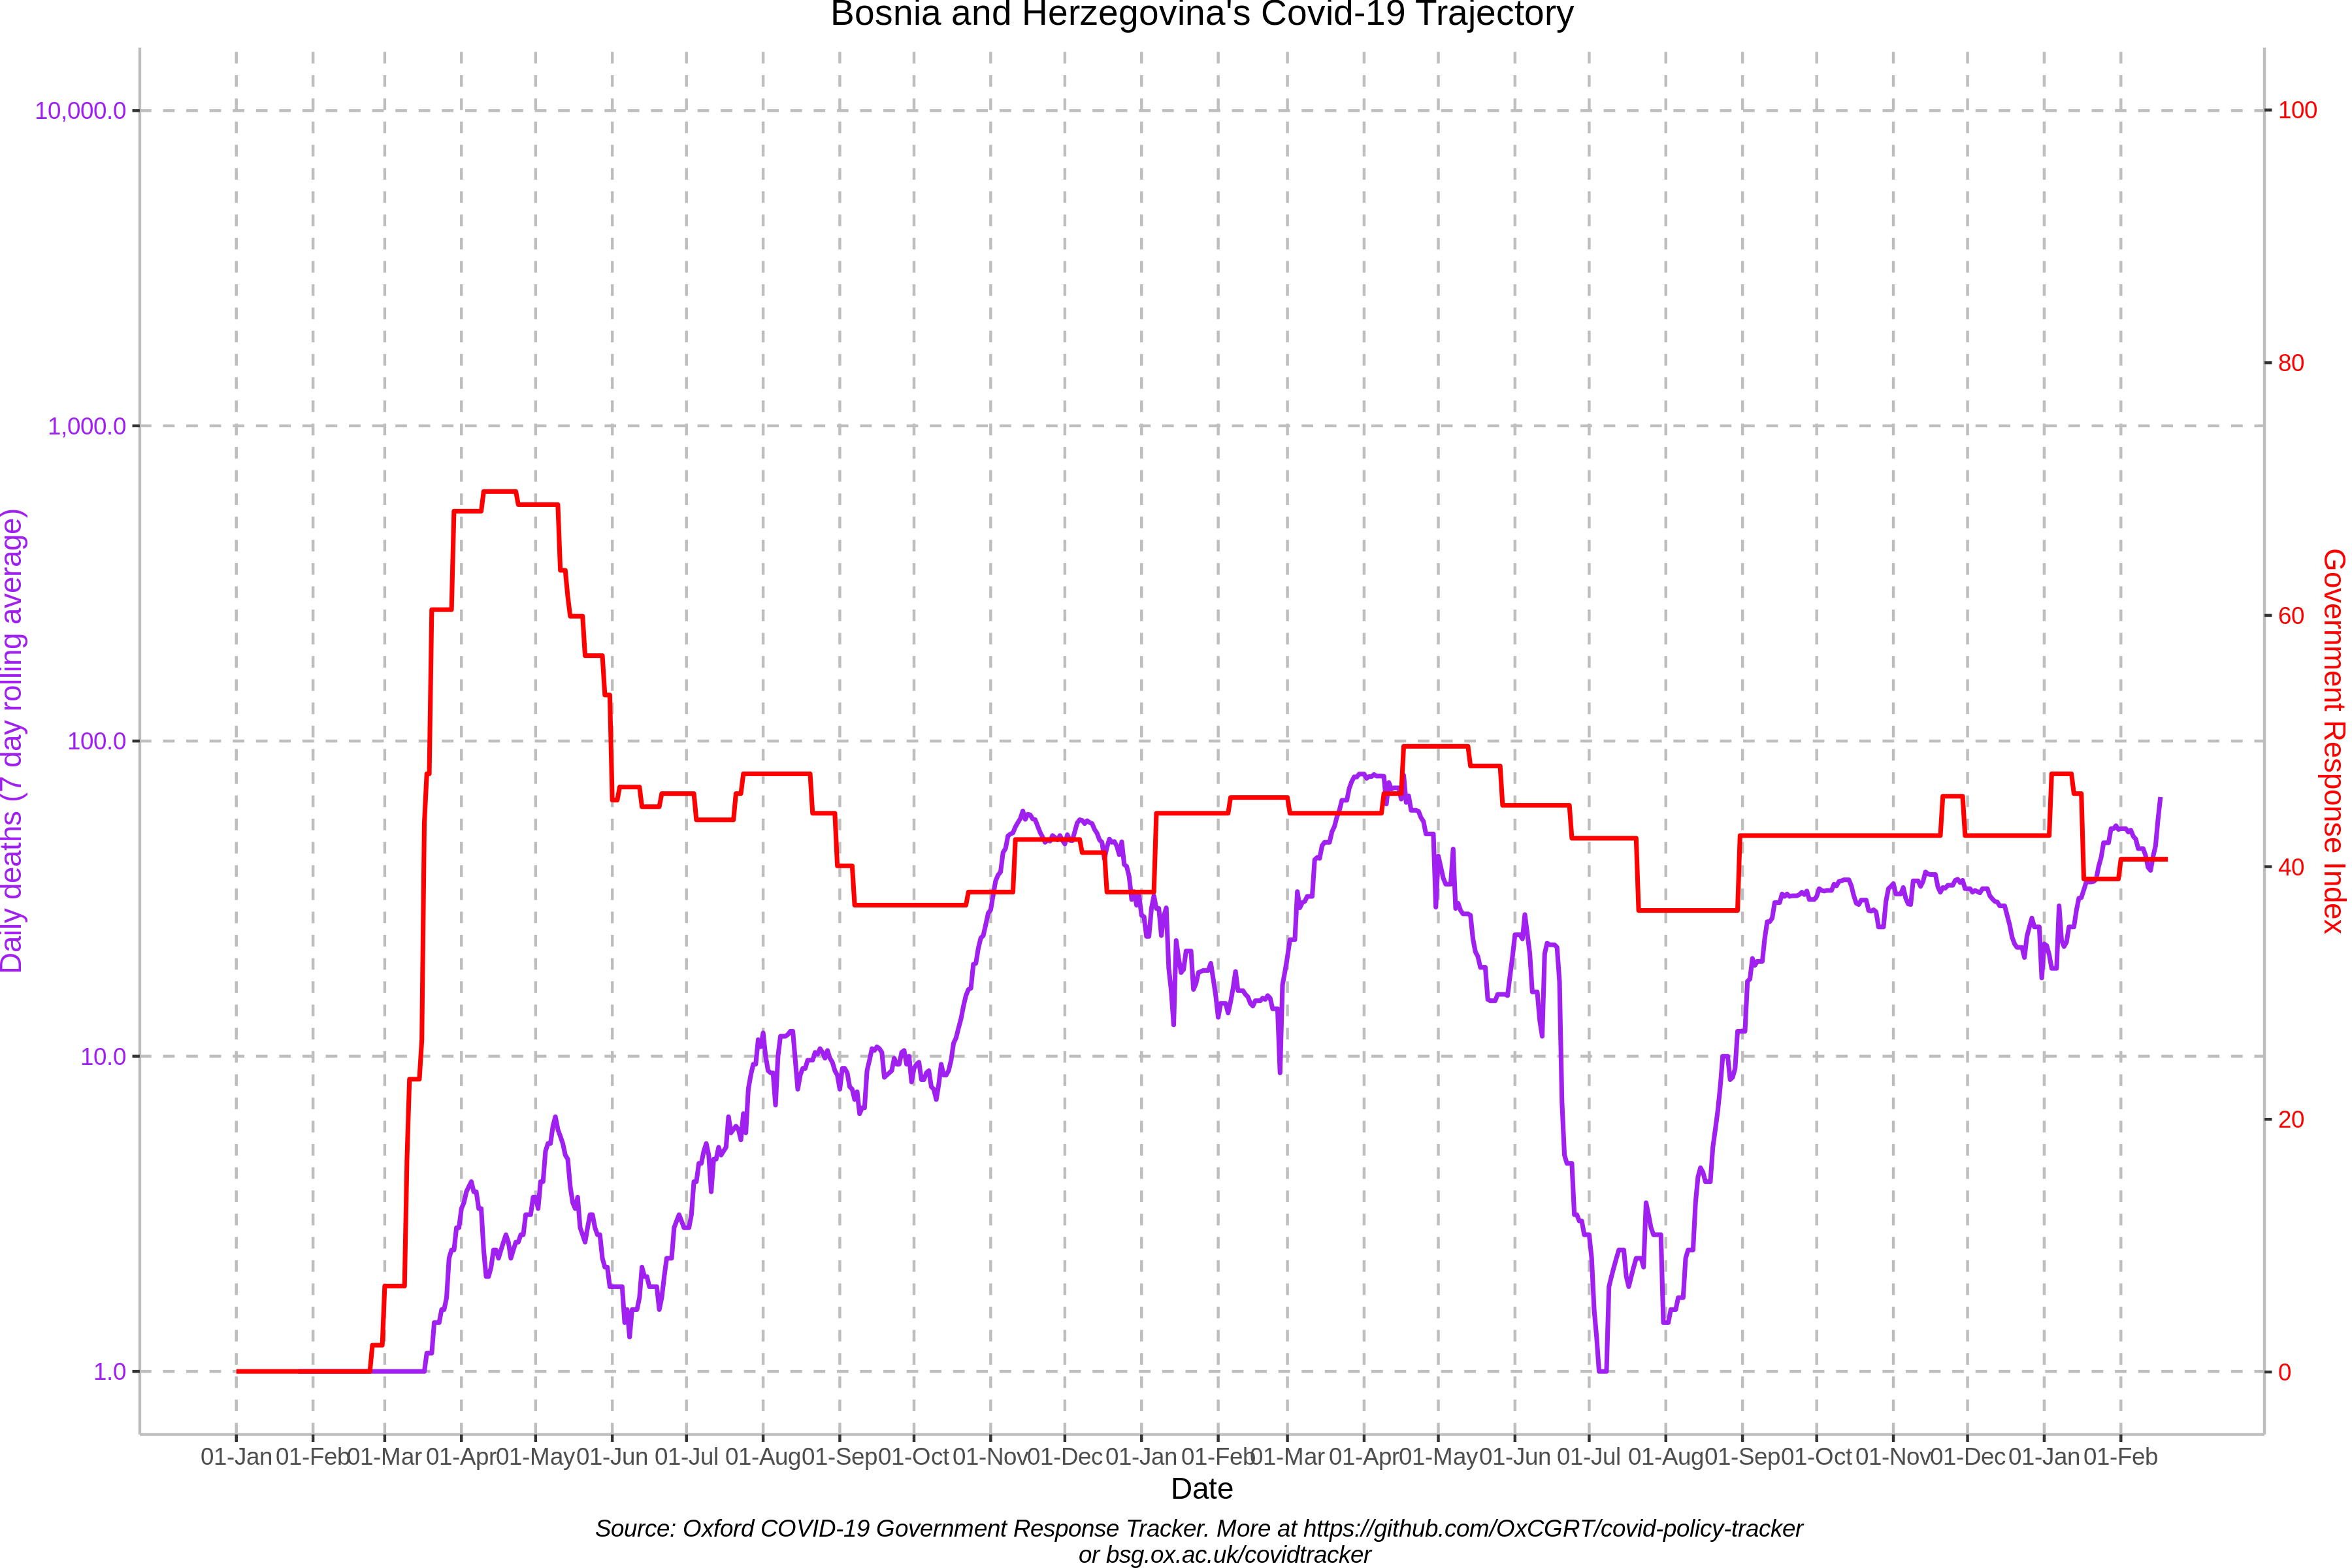 Bosnia and Herzegovina's Covid-19 Trajectory
10,000.0
1,000.0
100.0
10.0
1.0
Daily deaths (7 day rolling average)
100
80
60
40
20
0
Government Response Index
01-Jan 01-Feb 01-Mar 01-Apr 01-May 01-Jun 01-Jul 01-Aug 01-Sep 01-Oct 01-Nov 01-Dec 01-Jan 01-Feb 01-Mar 01-Apr 01-May 01-Jun 01-Jul 01-Aug 01-Sep 01-Oct 01-Nov 01-Dec 01-Jan 01-Feb
Date
Source: Oxford COVID-19 Government Response Tracker. More at https://github.com/OxCGRT/covid-policy-tracker
or bsg.ox.ac.uk/covidtracker